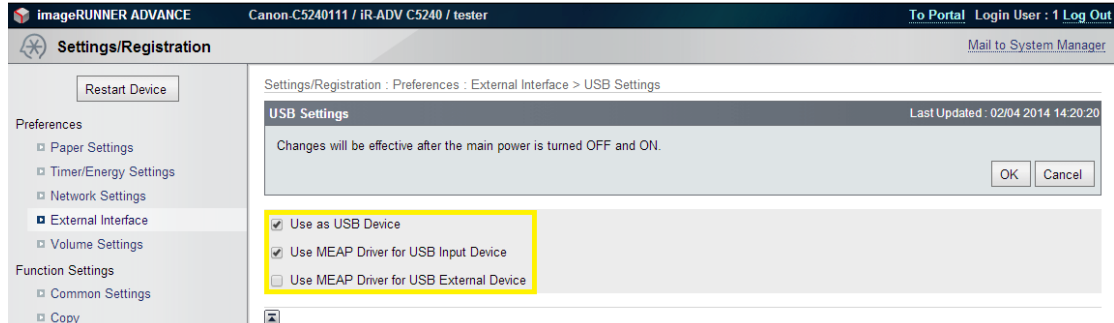 imageRUNNER ADVANCE Canon-C5240111 / iR-ADV C5240 / tester To Portal Login User : 1 Log Out
Settings/Registration Mail to System Manager
Restart Device
Preferences
Paper Settings
Timer/Energy Settings
Network Settings
External Interface
Volume Settings
Function Settings
Common Settings
Copy
Settings/Registration : Preferences : External Interface > USB Settings
USB Settings Last Updated : 02/04 2014 14:20:20
Changes will be effective after the main power is turned OFF and ON.
OK Cancel
Use as USB Device
Use MEAP Driver for USB Input Device
Use MEAP Driver for USB External Device